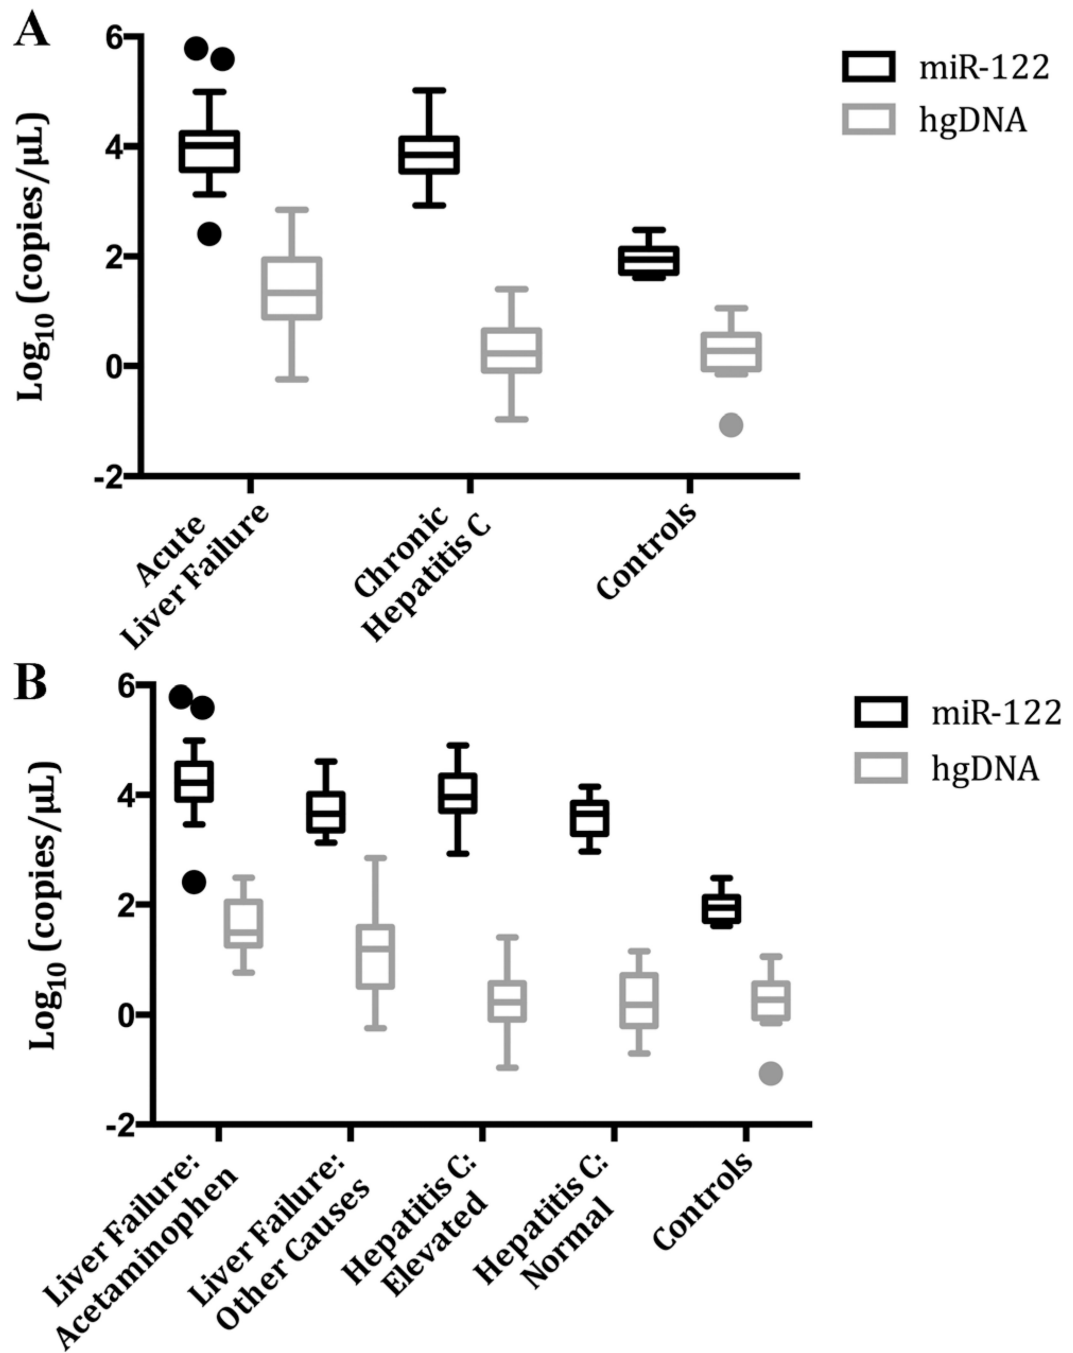 A
6
4
2
0
-2
Log10 (copies/µL)
miR-122
hgDNA
Acute
Liver Failure
Chronic
Hepatitis C
Controls
B
6
4
2
0
-2
Log10 (copies/µL)
miR-122
hgDNA
Liver Failure:
Acetaminophen
Liver Failure:
Other Causes
Hepatitis C:
Elevated
Hepatitis C:
Normal
Controls